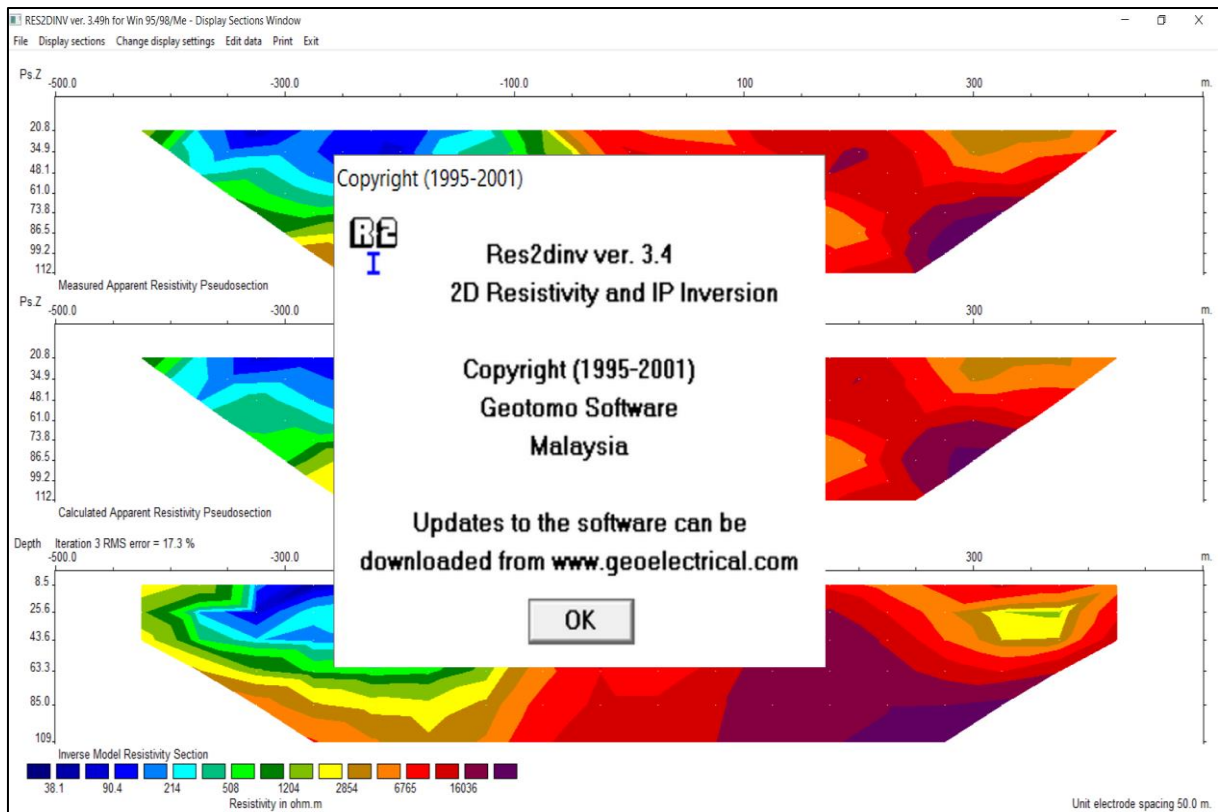 RES2DINV ver. 3.49h for Win 95/98/Me - Display Sections Window
File Display sections Change display settings Edit data Print Exit
Ps.Z -500.0 -300.0 -100.0 100 300 m.
20.8
34.9
48.1
61.0
73.8
86.5
99.2
112.
Measured Apparent Resistivity Pseudosection
Copyright (1995-2001)
R2
I
Res2dinv ver. 3.4
2D Resistivity and IP Inversion
Copyright (1995-2001)
Geotomo Software
Malaysia
Updates to the software can be
downloaded from www.geoelectrical.com
OK
Ps.Z -500.0 -300.0 300 m.
20.8
34.9
48.1
61.0
73.8
86.5
99.2
112.
Calculated Apparent Resistivity Pseudosection
Depth Iteration 3 RMS error = 17.3 %
-500.0 -300.0 300 m.
8.5
25.6
43.6
63.3
85.0
109.
Inverse Model Resistivity Section
38.1 90.4 214 508 1204 2854 6765 16036
Resistivity in ohm.m
Unit electrode spacing 50.0 m.